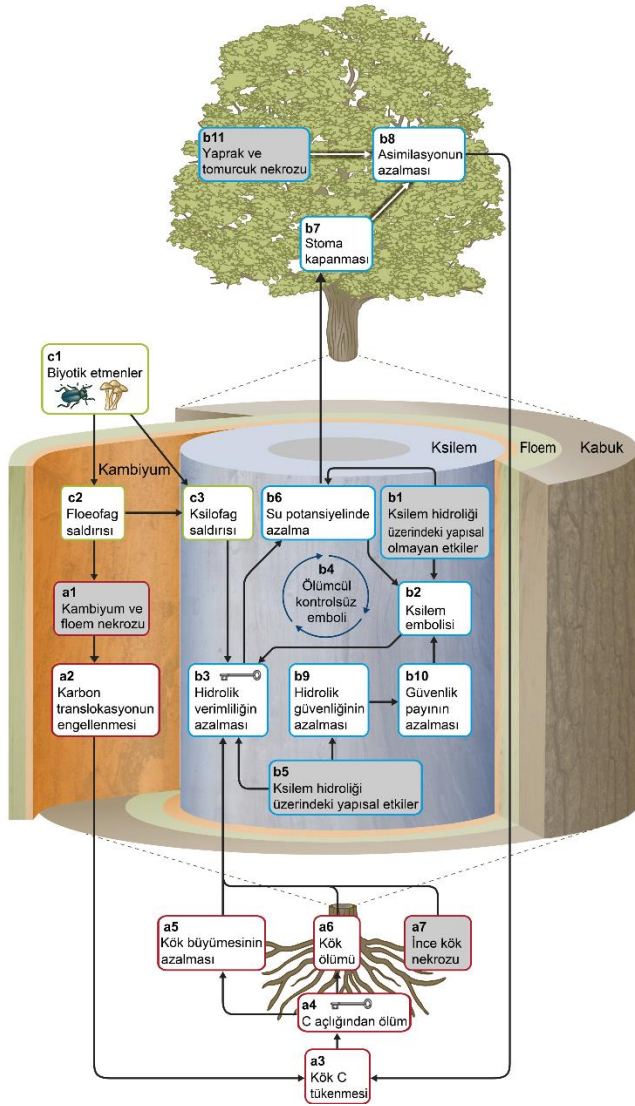 b11
Yaprak ve
tomurcuk nekrozu
b8
Asimilasyonun
azalması
b7
Stoma
kapanması
c1
Biyotik etmenler
Kambiyum
Ksilem
Floem
Kabuk
c2
Floeofag
saldırısı
c3
Ksilofag
saldırısı
b6
Su potansiyelinde
azalma
b1
Ksilem hidroliği
üzerindeki yapısal
olmayan etkiler
a1
Kambiyum ve
floem nekrozu
b4
Ölümcül
kontrolsüz
emboli
b2
Ksilem
embolisi
a2
Karbon
translokasyonun
engellenmesi
b3
Hidrolik
verimliliğin
azalması
b9
Hidrolik
güvenliğinin
azalması
b10
Güvenlik
payının
azalması
b5
Ksilem hidroliği
üzerindeki yapısal etkiler
a5
Kök büyümesinin
azalması
a6
Kök
ölümü
a7
İnce kök
nekrozu
a4
C açlığından ölüm
a3
Kök C
tükenmesi